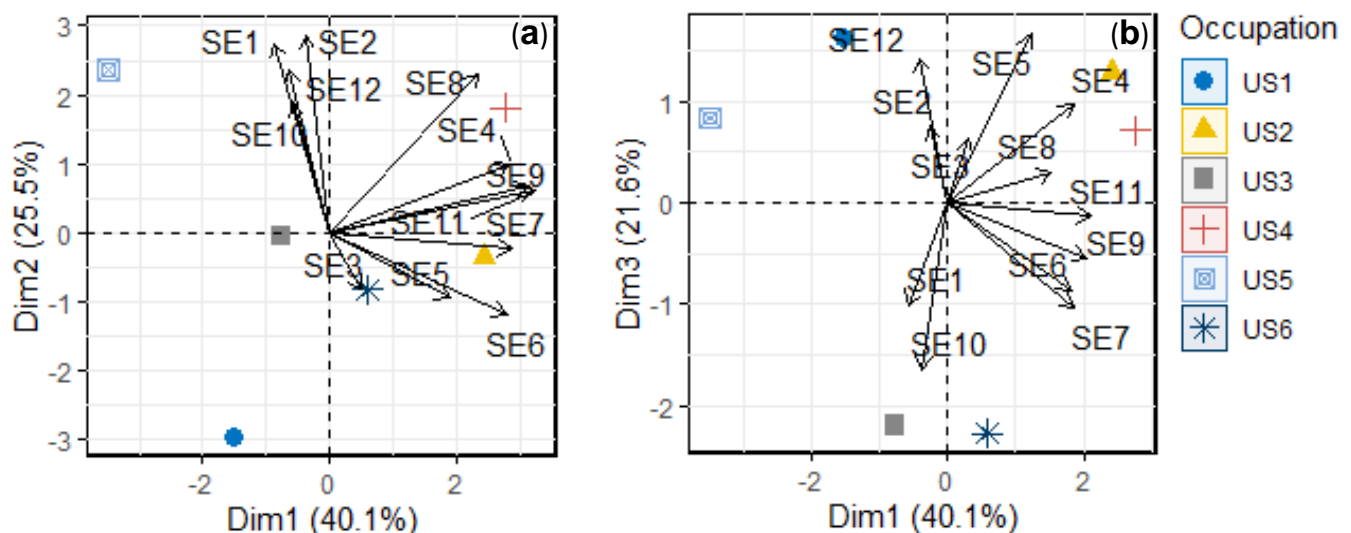 (a)
SE1
SE2
SE8
SE12
SE10
SE4
SE9
SE11
SE7
SE3
SE5
SE6
3
2
1
0
-1
-2
-3
Dim2 (25.5%)
-2
0
2
Dim1 (40.1%)
(b)
SE12
SE5
SE4
SE2
SE8
SE3
SE11
SE9
SE6
SE1
SE7
SE10
1
0
-1
-2
Dim3 (21.6%)
-2
0
2
Dim1 (40.1%)
Occupation
US1
US2
US3
US4
US5
US6